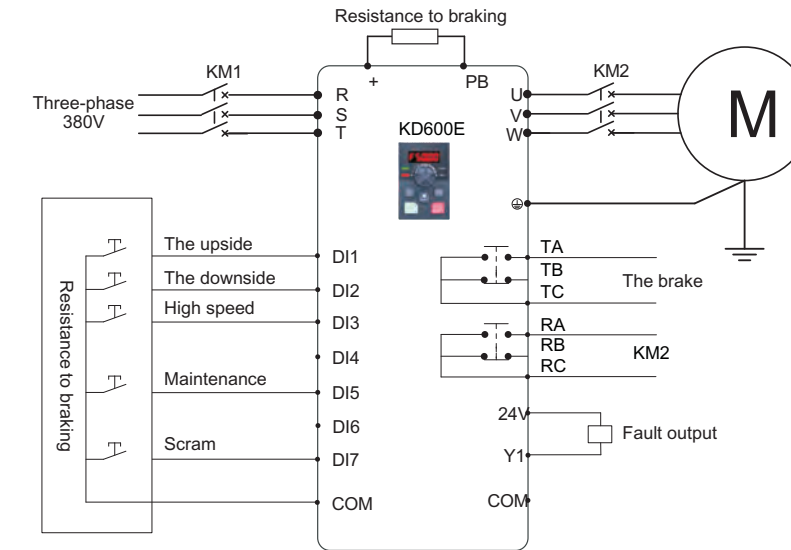 Resistance to braking
KM1
+
PB
KM2
Three-phase
380V
R
S
T
KD600E
U
V
W
M
Resistance to braking
The upside
The downside
High speed
Maintenance
Scram
DI1
DI2
DI3
DI4
DI5
DI6
DI7
COM
TA
TB
TC
The brake
RA
RB
RC
KM2
24V
Y1
Fault output
COM